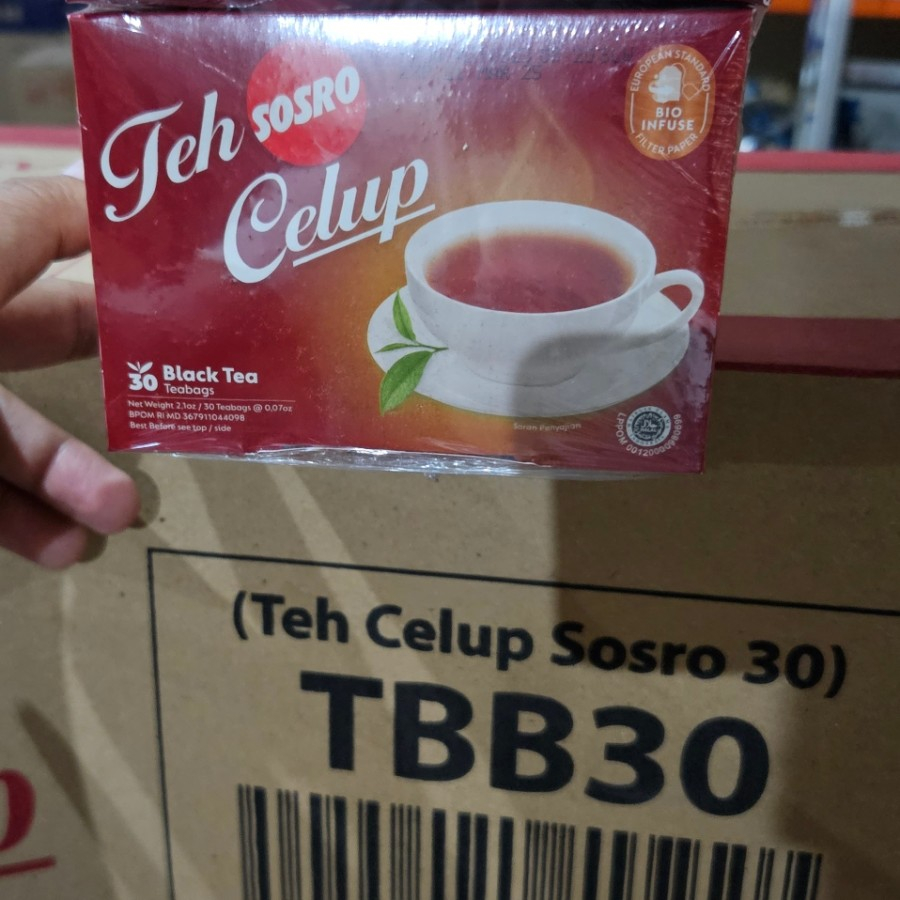 Teh SOSRO
Celup
EUROPEAN STANDARD
BIO
INFUSE
FILTER PAPER
30 Black Tea
Teabags
Net Weight 2,1oz / 30 Teabags @ 0,07oz
BPOM RI MD 367911044098
Best Before see top / side
Saran Penyajian
(Teh Celup Sosro 30)
TBB30